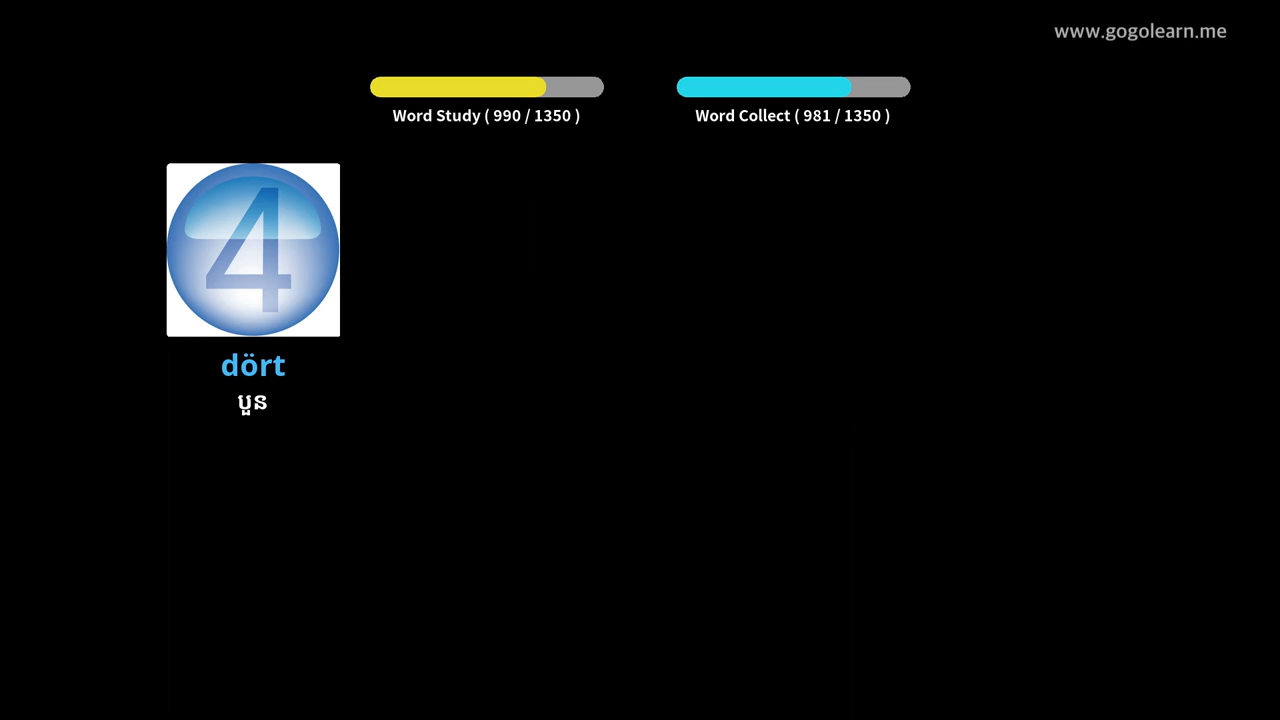 www.gogolearn.me
Word Study ( 990 / 1350 )
Word Collect ( 981 / 1350 )
4
dört
បួន